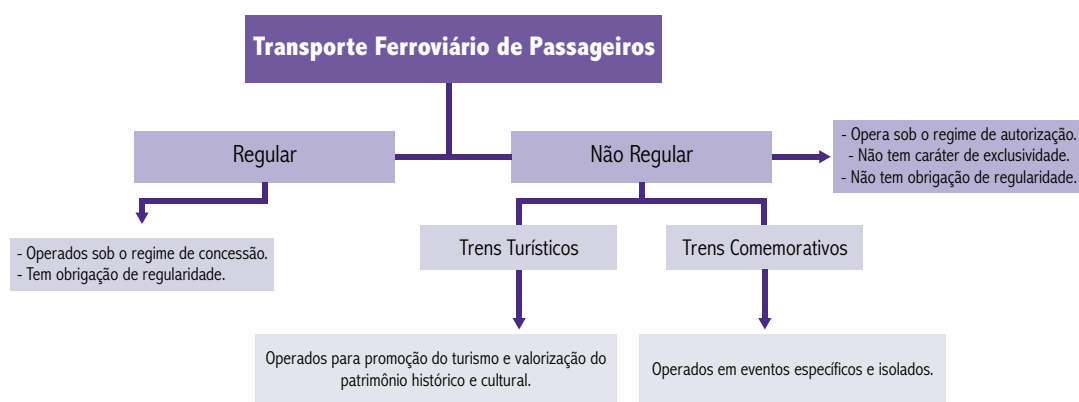 Transporte Ferroviário de Passageiros
Regular
Não Regular
- Opera sob o regime de autorização.
- Não tem caráter de exclusividade.
- Não tem obrigação de regularidade.
- Operados sob o regime de concessão.
- Tem obrigação de regularidade.
Trens Turísticos
Trens Comemorativos
Operados para promoção do turismo e valorização do
patrimônio histórico e cultural.
Operados em eventos específicos e isolados.